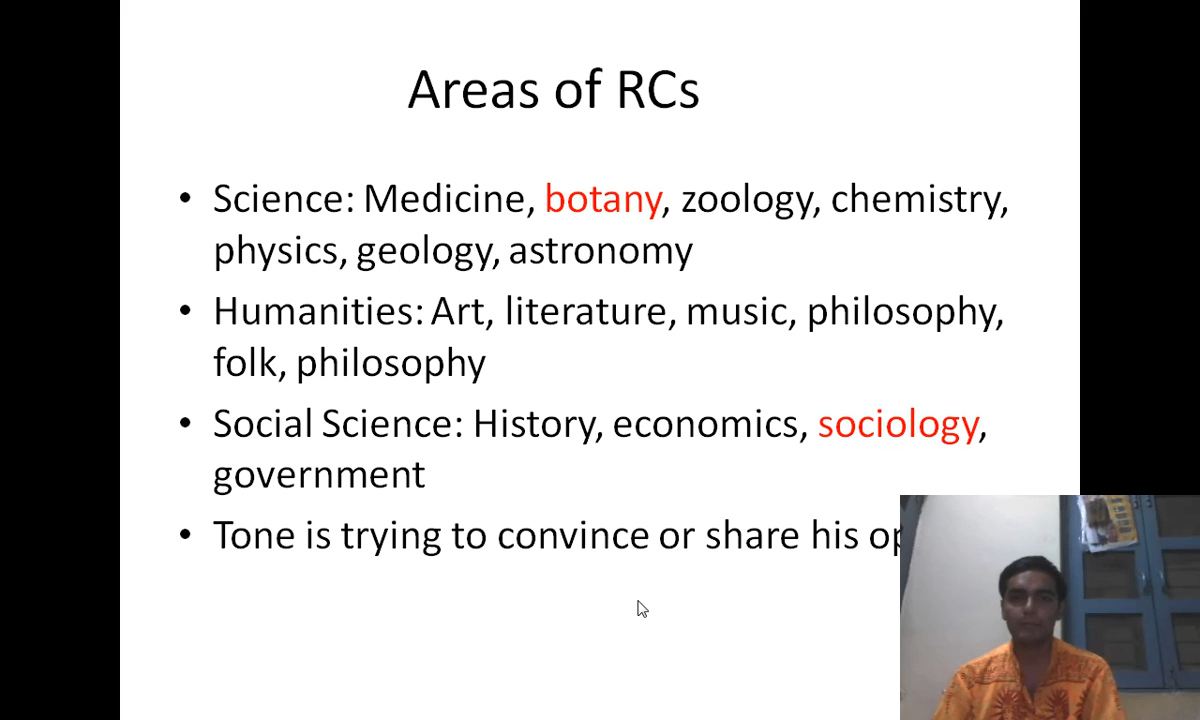 Areas of RCs
• Science: Medicine, botany, zoology, chemistry,
physics, geology, astronomy
• Humanities: Art, literature, music, philosophy,
folk, philosophy
• Social Science: History, economics, sociology,
government
• Tone is trying to convince or share his